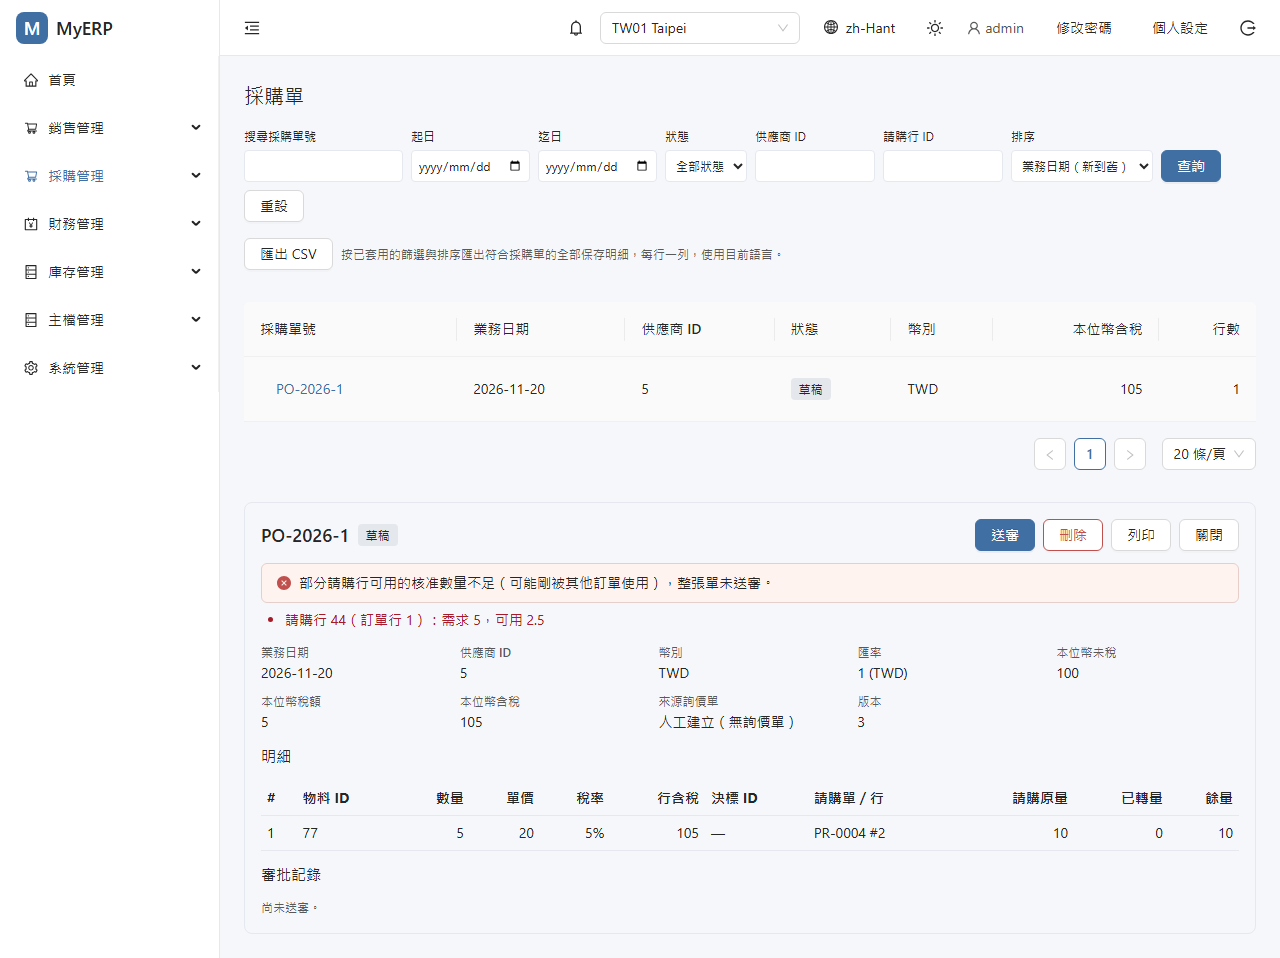 M MyERP
TW01 Taipei
zh-Hant
admin
修改密碼
個人設定
首頁
銷售管理
採購管理
財務管理
庫存管理
主檔管理
系統管理
採購單
搜尋採購單號 起日 迄日 狀態 供應商 ID 請購行 ID 排序
yyyy/mm/dd yyyy/mm/dd 全部狀態 業務日期（新到舊） 查詢
重設
匯出 CSV 按已套用的篩選與排序匯出符合採購單的全部保存明細，每行一列，使用目前語言。
採購單號 業務日期 供應商 ID 狀態 幣別 本位幣含稅 行數
PO-2026-1 2026-11-20 5 草稿 TWD 105 1
< 1 > 20 條/頁
PO-2026-1 草稿 送審 刪除 列印 關閉
部分請購行可用的核准數量不足（可能剛被其他訂單使用），整張單未送審。
• 請購行 44（訂單行 1）：需求 5，可用 2.5
業務日期 供應商 ID 幣別 匯率 本位幣未稅
2026-11-20 5 TWD 1 (TWD) 100
本位幣稅額 本位幣含稅 來源詢價單 版本
5 105 人工建立（無詢價單） 3
明細
# 物料 ID 數量 單價 稅率 行含稅 決標 ID 請購單 / 行 請購原量 已轉量 餘量
1 77 5 20 5% 105 — PR-0004 #2 10 0 10
審批記錄
尚未送審。